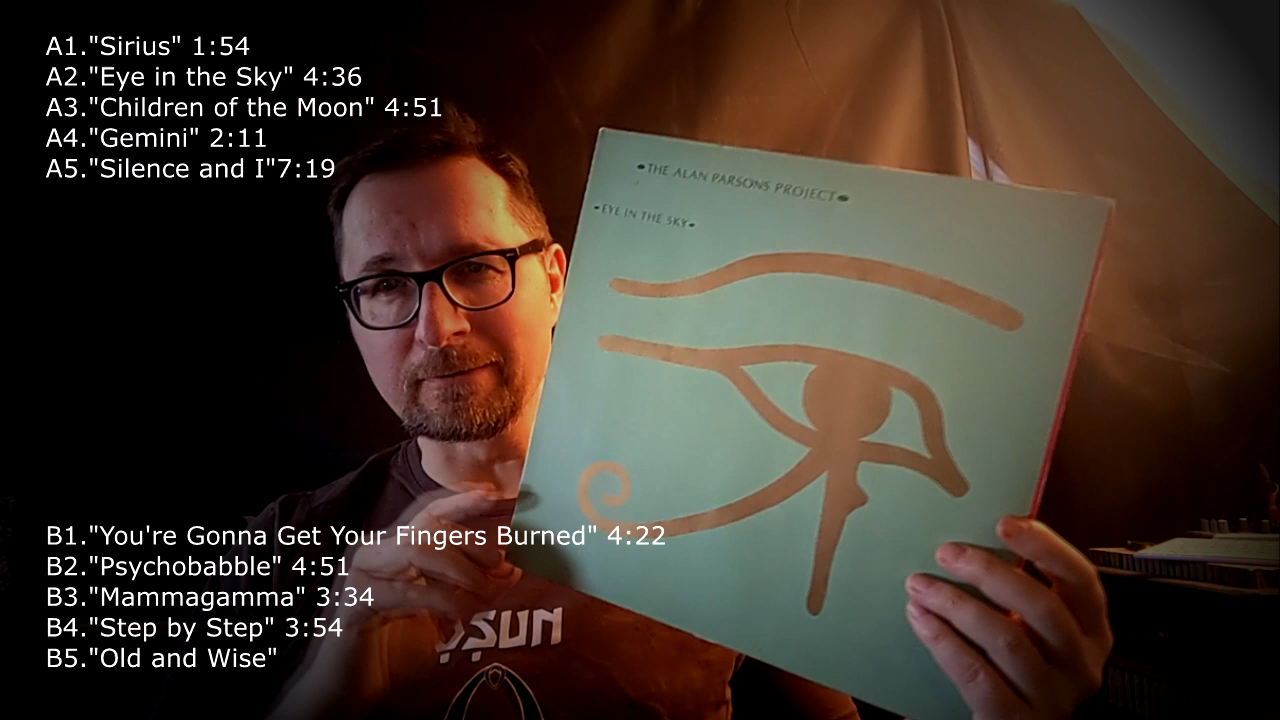 A1."Sirius" 1:54
A2."Eye in the Sky" 4:36
A3."Children of the Moon" 4:51
A4."Gemini" 2:11
A5."Silence and I"7:19
•THE ALAN PARSONS PROJECT•
•EYE IN THE SKY•
B1."You're Gonna Get Your Fingers Burned" 4:22
B2."Psychobabble" 4:51
B3."Mammagamma" 3:34
B4."Step by Step" 3:54
B5."Old and Wise"